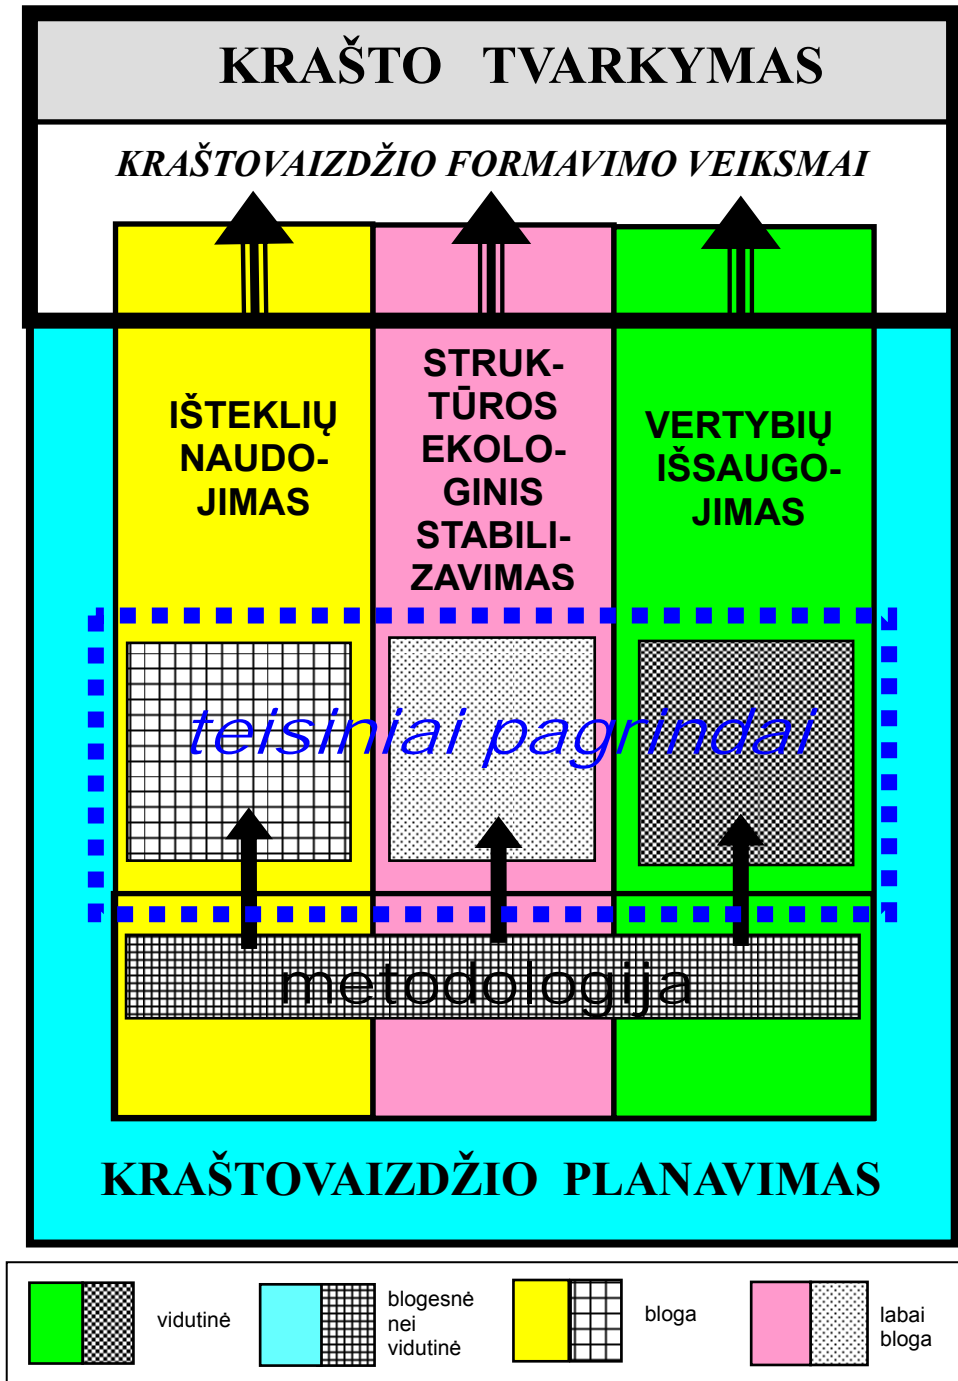 KRAŠTO TVARKYMAS
KRAŠTOVAIZDŽIO FORMAVIMO VEIKSMAI
IŠTEKLIŲ
NAUDO-
JIMAS
STRUK-
TŪROS
EKOLO-
GINIS
STABILI-
ZAVIMAS
VERTYBIŲ
IŠSAUGO-
JIMAS
teisiniai pagrindai
metodologija
KRAŠTOVAIZDŽIO PLANAVIMAS
vidutinė
blogesnė
nei
vidutinė
bloga
labai
bloga